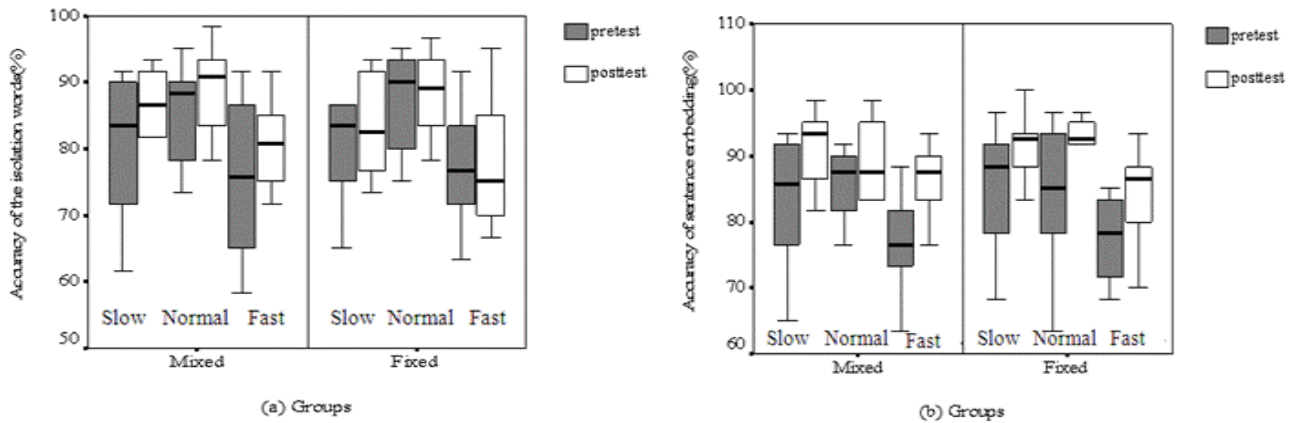 Accuracy of the isolation words(%)
100
90
80
70
60
50
Slow Normal Fast
Slow Normal Fast
Mixed
Fixed
(a) Groups
pretest
posttest
Accuracy of sentence embedding(%)
110
100
90
80
70
60
Slow Normal Fast
Slow Normal Fast
Mixed
Fixed
(b) Groups
pretest
posttest